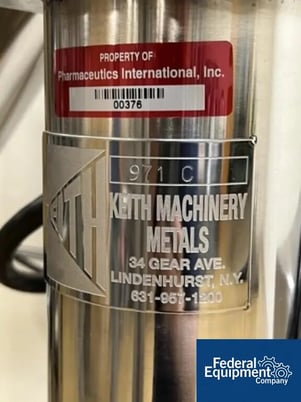 PROPERTY OF
Pharmaceutics International, Inc.
00376
971 C
KEITH
KEITH MACHINERY
METALS
34 GEAR AVE.
LINDENHURST, N.Y.
631-957-1200
Federal
Equipment
Company